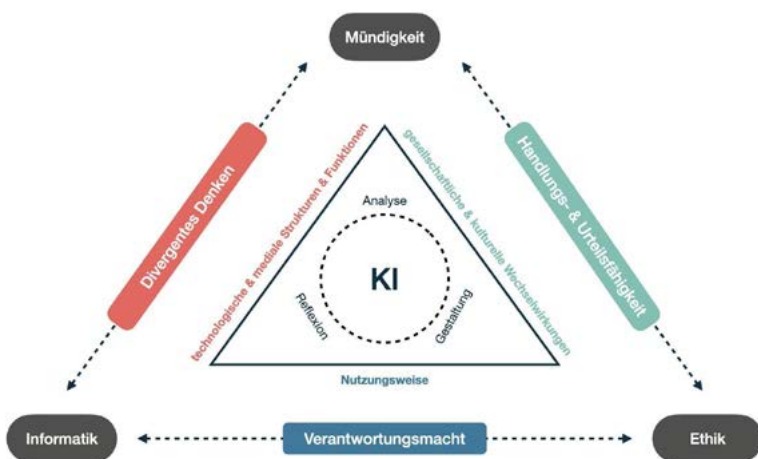 Mündigkeit
Divergentes Denken
technologische & mediale Strukturen & Funktionen
gesellschaftliche & kulturelle Wechselwirkungen
Handlungs- & Urteilsfähigkeit
Analyse
KI
Reflexion
Gestaltung
Nutzungsweise
Informatik
Verantwortungsmacht
Ethik